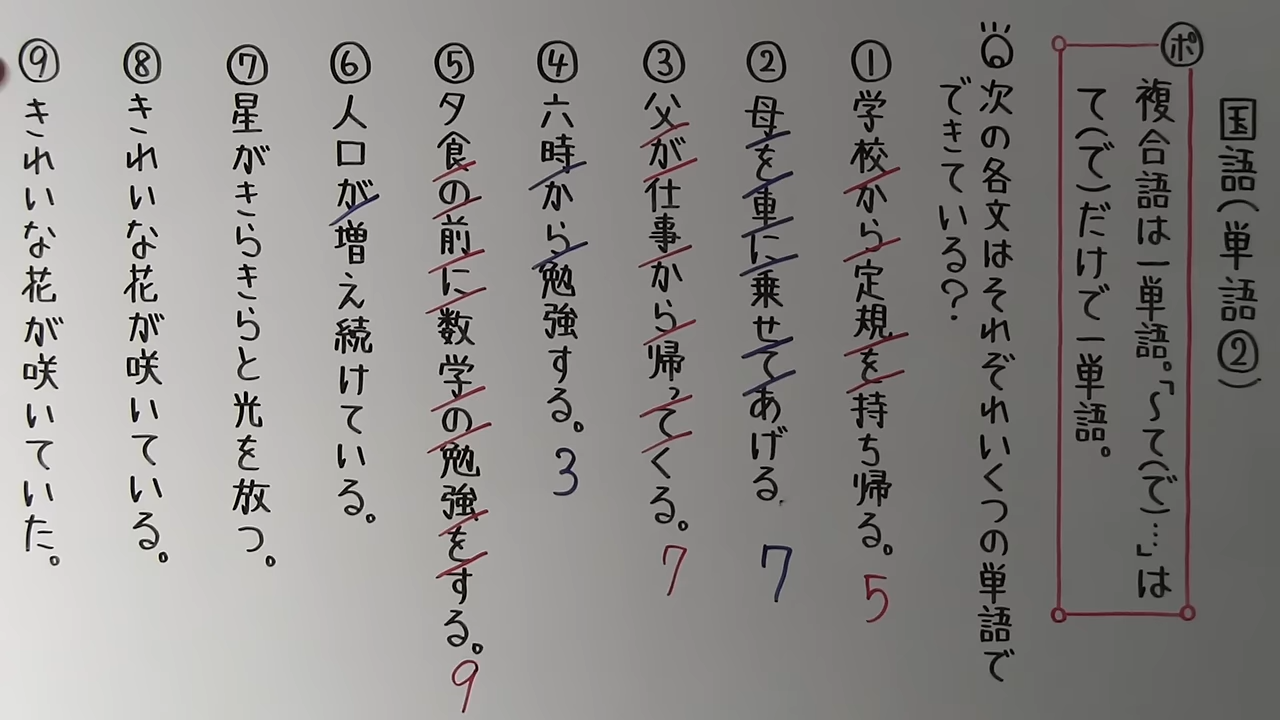 国語(単語②)
ポ
複合語は一単語。「〜て(で)…」は
て(で)だけで一単語。
次の各文はそれぞれいくつの単語で
できている?
①学校から定規を持ち帰る。5
②母を車に乗せてあげる.7
③父が仕事から帰ってくる。7
④六時から勉強する。3
⑤夕食の前に数学の勉強をする。9
⑥人口が増え続けている。
⑦星がきらきらと光を放つ。
⑧きれいな花が咲いている。
⑨きれいな花が咲いていた。